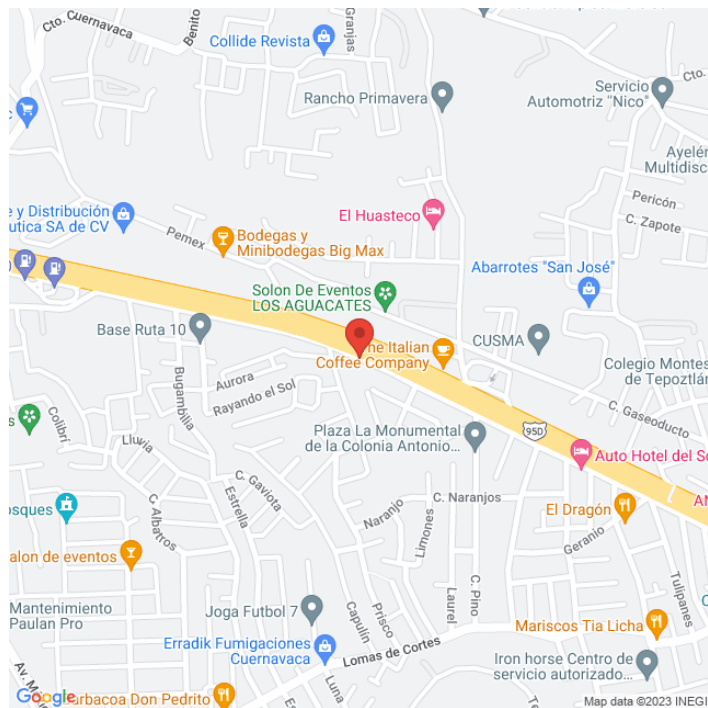 Cto. Cuernavaca
Benito
Granjas
Collide Revista
Rancho Primavera
Servicio
Automotriz "Nico"
Cto.
Ayelén
Multidisc
Pericón
C. Zapote
El Huasteco
e y Distribución
utica SA de CV
Pemex
Bodegas y
Minibodegas Big Max
Abarrotes "San José"
Solon De Eventos
LOS AGUACATES
Base Ruta 10
CUSMA
he Italian
Coffee Company
Colegio Montes
de Tepoztlán
Aurora
Rayando el Sol
Bugambilia
C. Gaseoducto
Plaza La Monumental
de la Colonia Antonio...
95D
Auto Hotel del So
Colibrí
Lluvia
C. Albatros
C. Gaviota
Estrella
Naranjo
C. Naranjos
Limones
El Dragón
AN
Geranio
osques
alon de eventos
Mantenimiento
Paulan Pro
Joga Futbol 7
Capulín
Prisco
Laurel
C. Pino
Tulipanes
Mariscos Tia Licha
Erradik Fumigaciones
Cuernavaca
Lomas de Cortes
Iron horse Centro de
servicio autorizado...
Luna
Av. M
Google
arbacoa Don Pedrito
Te
Map data ©2023 INEGI